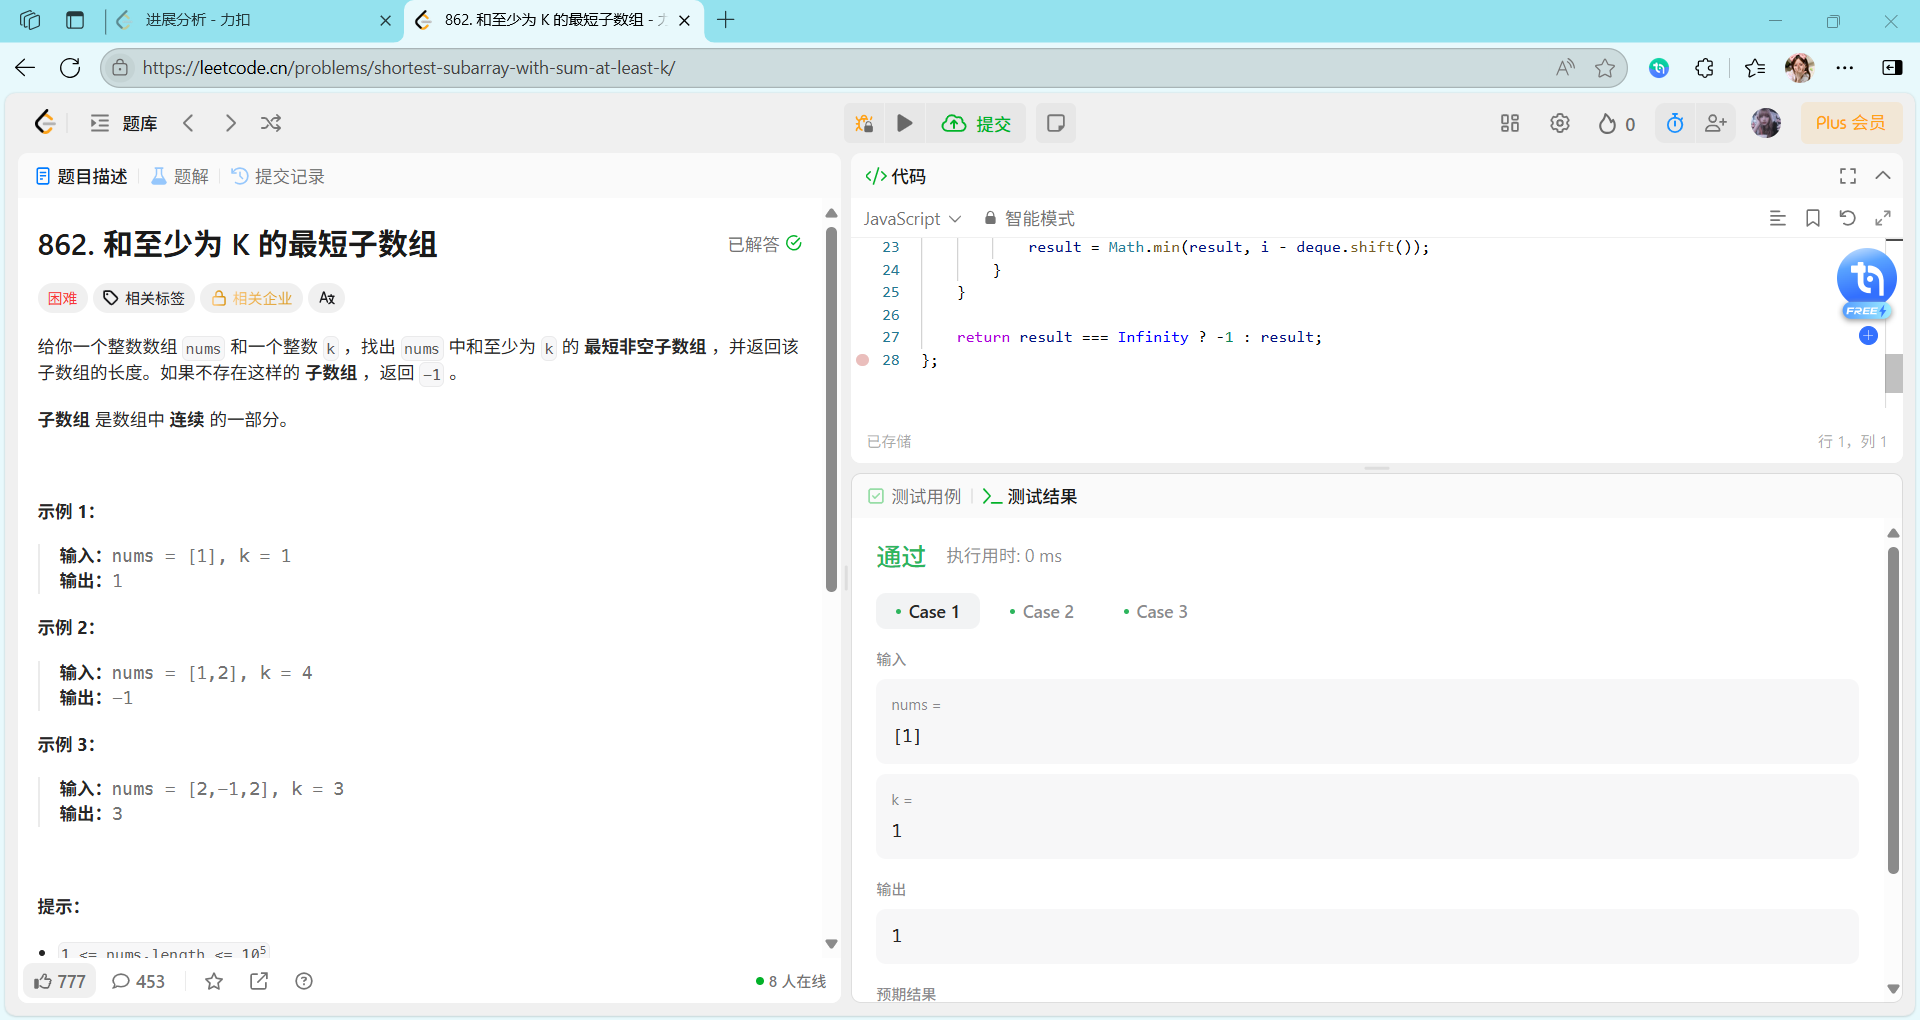 进展分析 - 力扣
862. 和至少为 K 的最短子数组 - 力
https://leetcode.cn/problems/shortest-subarray-with-sum-at-least-k/
题库
提交
0
Plus 会员
题目描述
题解
提交记录
862. 和至少为 K 的最短子数组
已解答
困难
相关标签
相关企业
给你一个整数数组 nums 和一个整数 k ，找出 nums 中和至少为 k 的 最短非空子数组 ，并返回该
子数组的长度。如果不存在这样的 子数组 ，返回 -1 。
子数组 是数组中 连续 的一部分。
示例 1：
输入：nums = [1], k = 1
输出：1
示例 2：
输入：nums = [1,2], k = 4
输出：-1
示例 3：
输入：nums = [2,-1,2], k = 3
输出：3
提示：
1 <= nums.length <= 10⁵
777
453
8 人在线
</> 代码
JavaScript
智能模式
23 result = Math.min(result, i - deque.shift());
24 }
25 }
26
27 return result === Infinity ? -1 : result;
28 };
FREE
已存储
行 1，列 1
测试用例
测试结果
通过
执行用时: 0 ms
Case 1
Case 2
Case 3
输入
nums =
[1]
k =
1
输出
1
预期结果